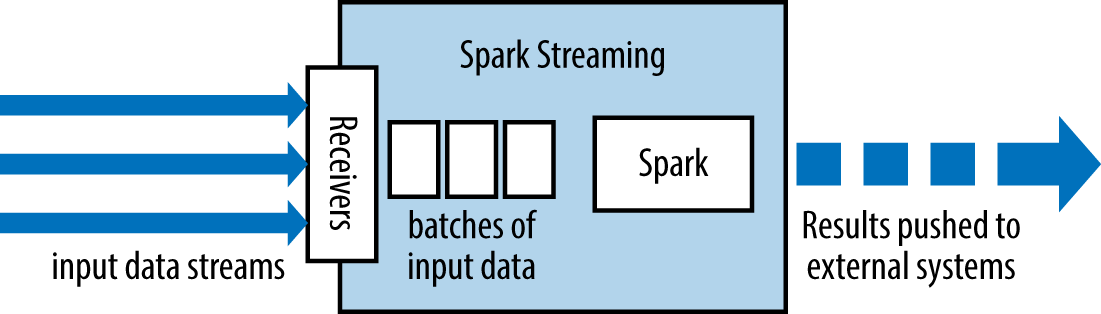 Spark Streaming
Receivers
Spark
input data streams
batches of
input data
Results pushed to
external systems